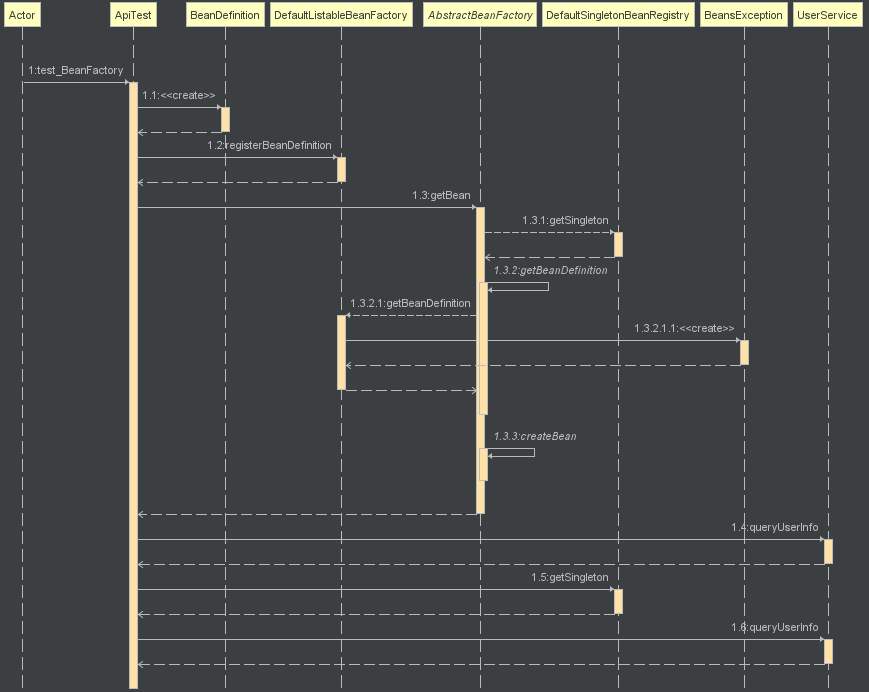 Actor
ApiTest
BeanDefinition
DefaultListableBeanFactory
AbstractBeanFactory
DefaultSingletonBeanRegistry
BeansException
UserService
1:test_BeanFactory
1.1:<<create>>
1.2:registerBeanDefinition
1.3:getBean
1.3.1:getSingleton
1.3.2:getBeanDefinition
1.3.2.1:getBeanDefinition
1.3.2.1.1:<<create>>
1.3.3:createBean
1.4:queryUserInfo
1.5:getSingleton
1.6:queryUserInfo